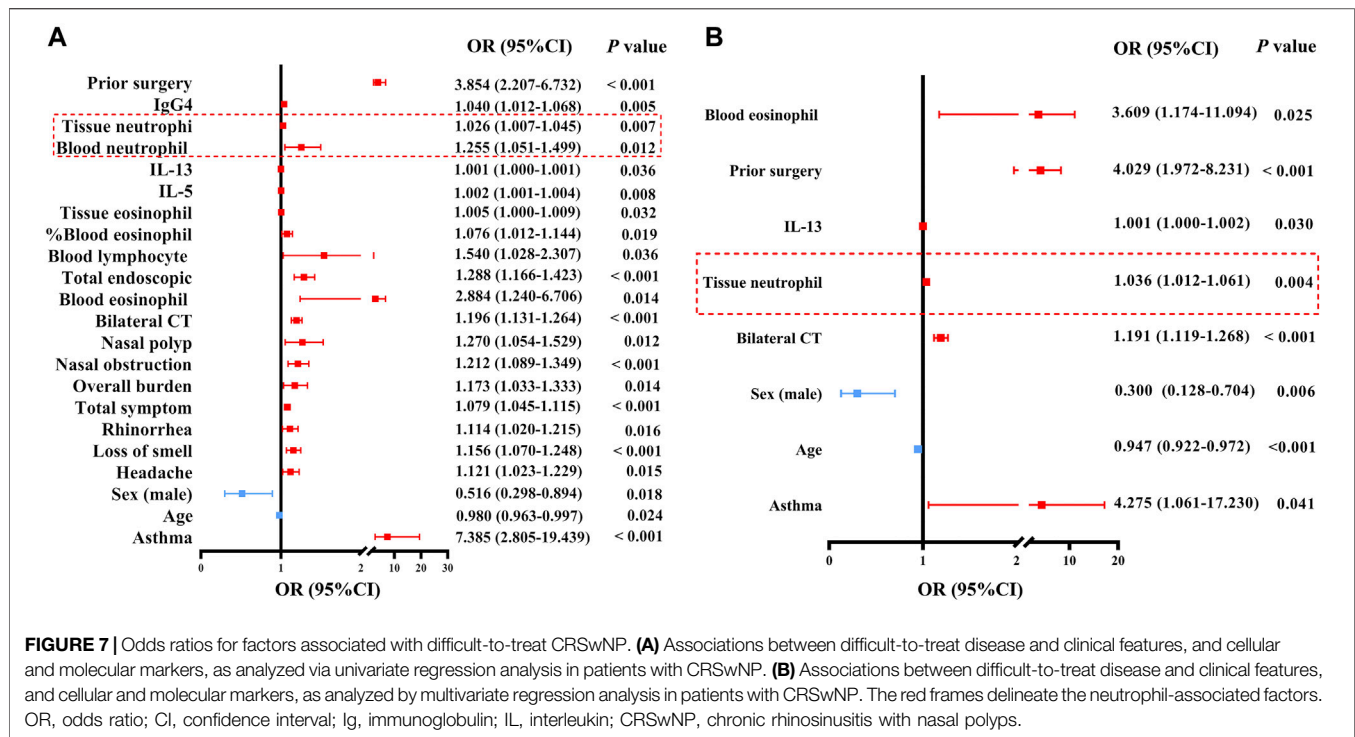 A
OR (95%CI) P value
Prior surgery 3.854 (2.207-6.732) < 0.001
IgG4 1.040 (1.012-1.068) 0.005
Tissue neutrophi 1.026 (1.007-1.045) 0.007
Blood neutrophil 1.255 (1.051-1.499) 0.012
IL-13 1.001 (1.000-1.001) 0.036
IL-5 1.002 (1.001-1.004) 0.008
Tissue eosinophil 1.005 (1.000-1.009) 0.032
%Blood eosinophil 1.076 (1.012-1.144) 0.019
Blood lymphocyte 1.540 (1.028-2.307) 0.036
Total endoscopic 1.288 (1.166-1.423) < 0.001
Blood eosinophil 2.884 (1.240-6.706) 0.014
Bilateral CT 1.196 (1.131-1.264) < 0.001
Nasal polyp 1.270 (1.054-1.529) 0.012
Nasal obstruction 1.212 (1.089-1.349) < 0.001
Overall burden 1.173 (1.033-1.333) 0.014
Total symptom 1.079 (1.045-1.115) < 0.001
Rhinorrhea 1.114 (1.020-1.215) 0.016
Loss of smell 1.156 (1.070-1.248) < 0.001
Headache 1.121 (1.023-1.229) 0.015
Sex (male) 0.516 (0.298-0.894) 0.018
Age 0.980 (0.963-0.997) 0.024
Asthma 7.385 (2.805-19.439) < 0.001
0 1 2 10 20 30
OR (95%CI)
B
OR (95%CI) P value
Blood eosinophil 3.609 (1.174-11.094) 0.025
Prior surgery 4.029 (1.972-8.231) < 0.001
IL-13 1.001 (1.000-1.002) 0.030
Tissue neutrophil 1.036 (1.012-1.061) 0.004
Bilateral CT 1.191 (1.119-1.268) < 0.001
Sex (male) 0.300 (0.128-0.704) 0.006
Age 0.947 (0.922-0.972) <0.001
Asthma 4.275 (1.061-17.230) 0.041
0 1 2 10 20
OR (95%CI)
FIGURE 7 | Odds ratios for factors associated with difficult-to-treat CRSwNP. (A) Associations between difficult-to-treat disease and clinical features, and cellular
and molecular markers, as analyzed via univariate regression analysis in patients with CRSwNP. (B) Associations between difficult-to-treat disease and clinical features,
and cellular and molecular markers, as analyzed by multivariate regression analysis in patients with CRSwNP. The red frames delineate the neutrophil-associated factors.
OR, odds ratio; CI, confidence interval; Ig, immunoglobulin; IL, interleukin; CRSwNP, chronic rhinosinusitis with nasal polyps.